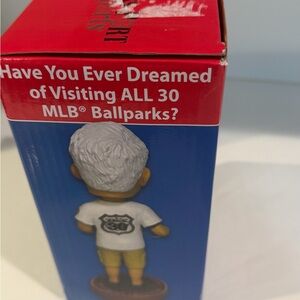 Have You Ever Dreamed
of Visiting ALL 30
MLB® Ballparks?
30